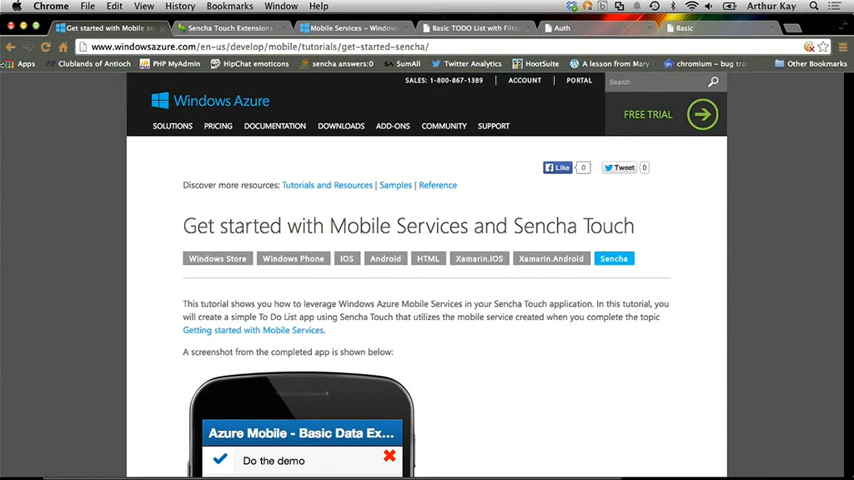 Chrome File Edit View History Bookmarks Window Help Arthur Kay
Get started with Mobile se Sencha Touch Extensions Mobile Services – Window Basic TODO List with Filter Auth Basic
www.windowsazure.com/en-us/develop/mobile/tutorials/get-started-sencha/
Apps Clublands of Antioch PHP MyAdmin HipChat emoticons sencha answers:0 SumAll Twitter Analytics HootSuite A lesson from Mary chromium – bug tra Other Bookmarks
SALES: 1-800-867-1389 ACCOUNT PORTAL Search
Windows Azure
FREE TRIAL
SOLUTIONS PRICING DOCUMENTATION DOWNLOADS ADD-ONS COMMUNITY SUPPORT
Like 0 Tweet 0
Discover more resources: Tutorials and Resources | Samples | Reference
Get started with Mobile Services and Sencha Touch
Windows Store Windows Phone iOS Android HTML Xamarin.iOS Xamarin.Android Sencha
This tutorial shows you how to leverage Windows Azure Mobile Services in your Sencha Touch application. In this tutorial, you
will create a simple To Do List app using Sencha Touch that utilizes the mobile service created when you complete the topic
Getting started with Mobile Services.
A screenshot from the completed app is shown below:
Azure Mobile - Basic Data Ex...
Do the demo